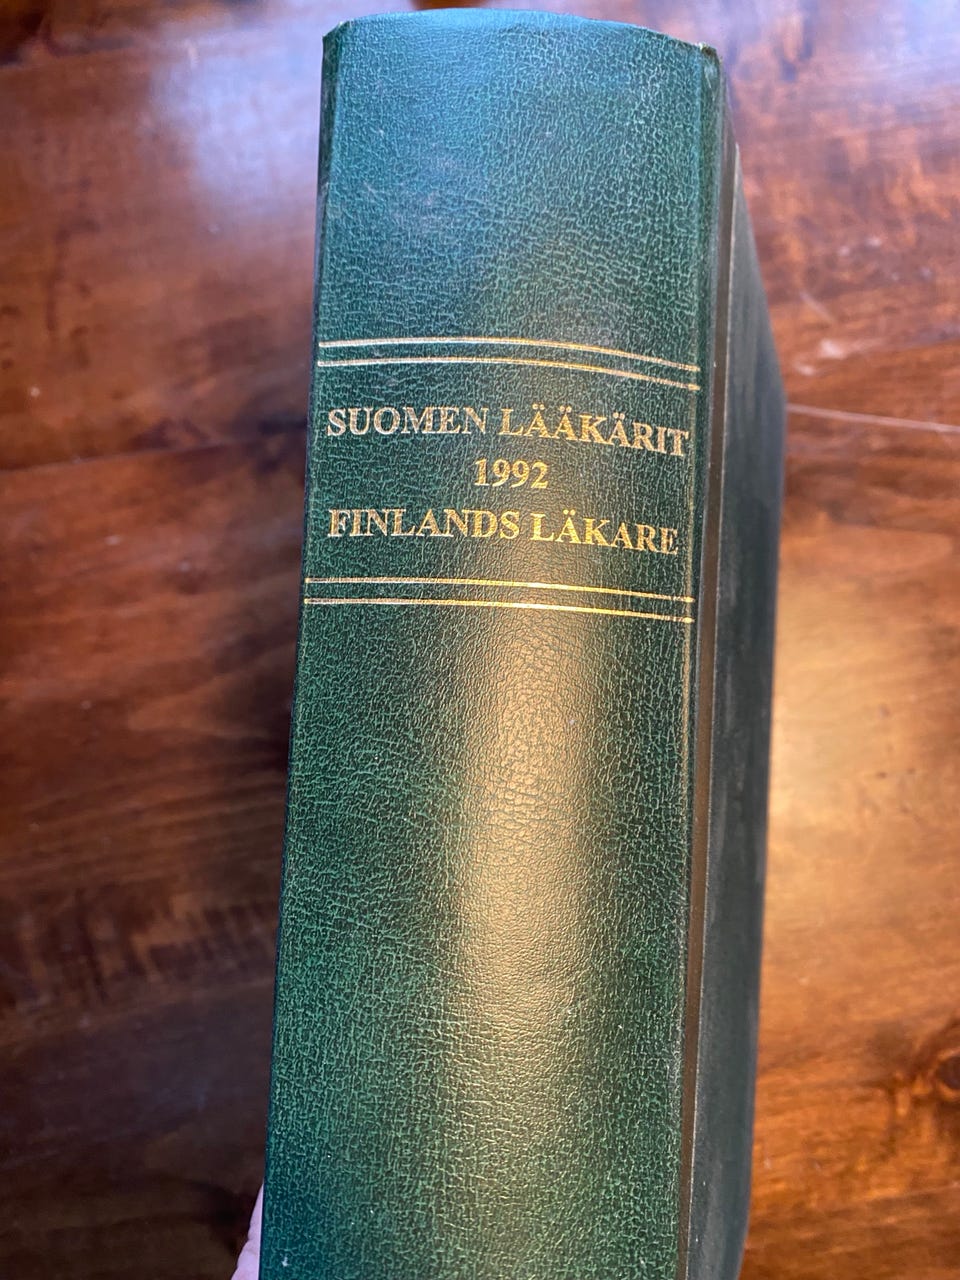 SUOMEN LÄÄKÄRIT
1992
FINLANDS LÄKARE